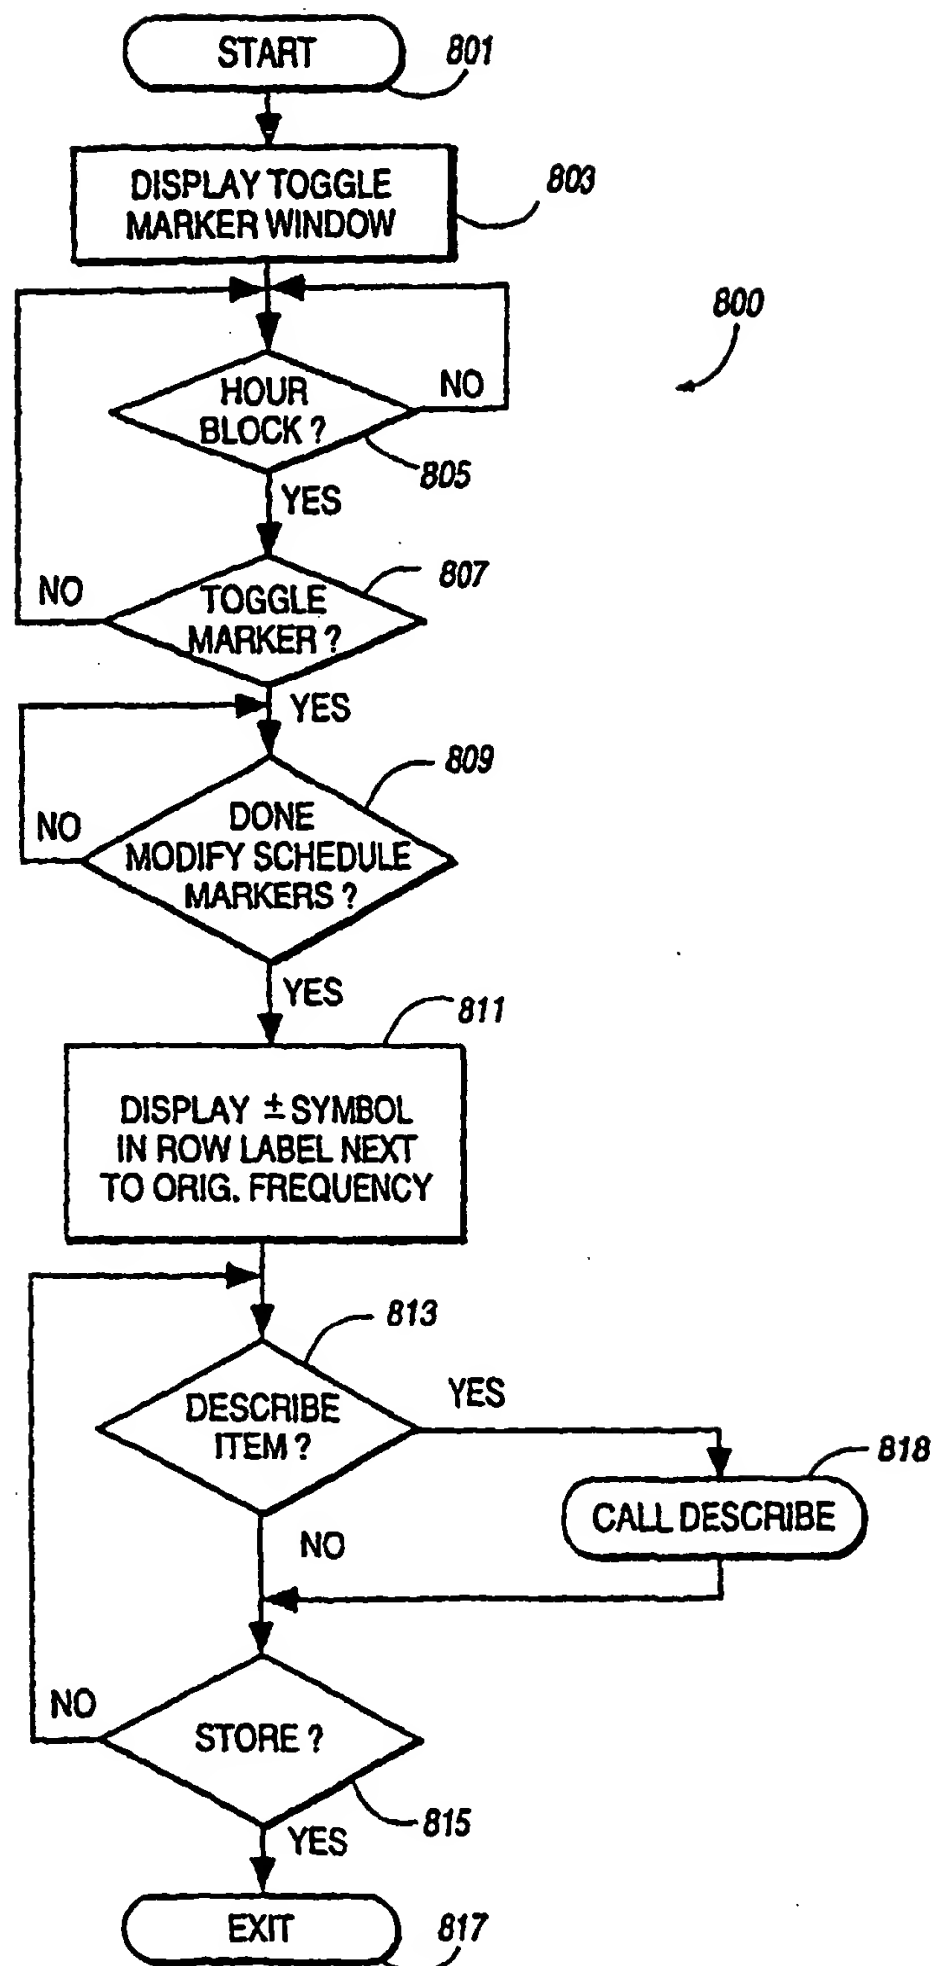 START
801
DISPLAY TOGGLE
MARKER WINDOW
803
800
HOUR
BLOCK ?
NO
805
YES
807
NO
TOGGLE
MARKER ?
YES
809
NO
DONE
MODIFY SCHEDULE
MARKERS ?
YES
811
DISPLAY ± SYMBOL
IN ROW LABEL NEXT
TO ORIG. FREQUENCY
813
DESCRIBE
ITEM ?
YES
818
CALL DESCRIBE
NO
NO
STORE ?
815
YES
EXIT
817